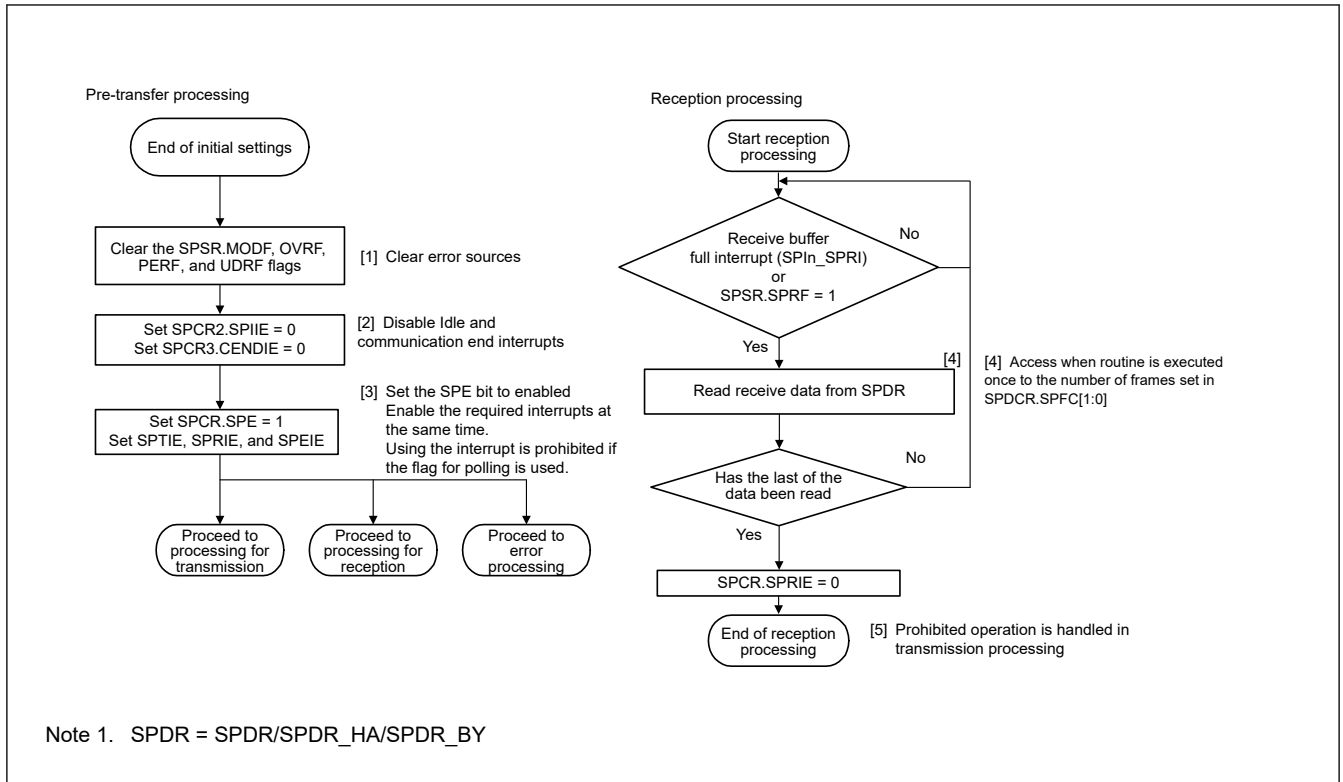 Pre-transfer processing
End of initial settings
Clear the SPSR.MODF, OVRF,
PERF, and UDRF flags
[1] Clear error sources
Set SPCR2.SPIIE = 0
Set SPCR3.CENDIE = 0
[2] Disable Idle and
communication end interrupts
Set SPCR.SPE = 1
Set SPTIE, SPRIE, and SPEIE
[3] Set the SPE bit to enabled
Enable the required interrupts at
the same time.
Using the interrupt is prohibited if
the flag for polling is used.
Proceed to
processing for
transmission
Proceed to
processing for
reception
Proceed to
error
processing
Reception processing
Start reception
processing
Receive buffer
full interrupt (SPIn_SPRI)
or
SPSR.SPRF = 1
No
Yes
Read receive data from SPDR
[4]
[4] Access when routine is executed
once to the number of frames set in
SPDCR.SPFC[1:0]
Has the last of the
data been read
No
Yes
SPCR.SPRIE = 0
End of reception
processing
[5] Prohibited operation is handled in
transmission processing
Note 1. SPDR = SPDR/SPDR_HA/SPDR_BY